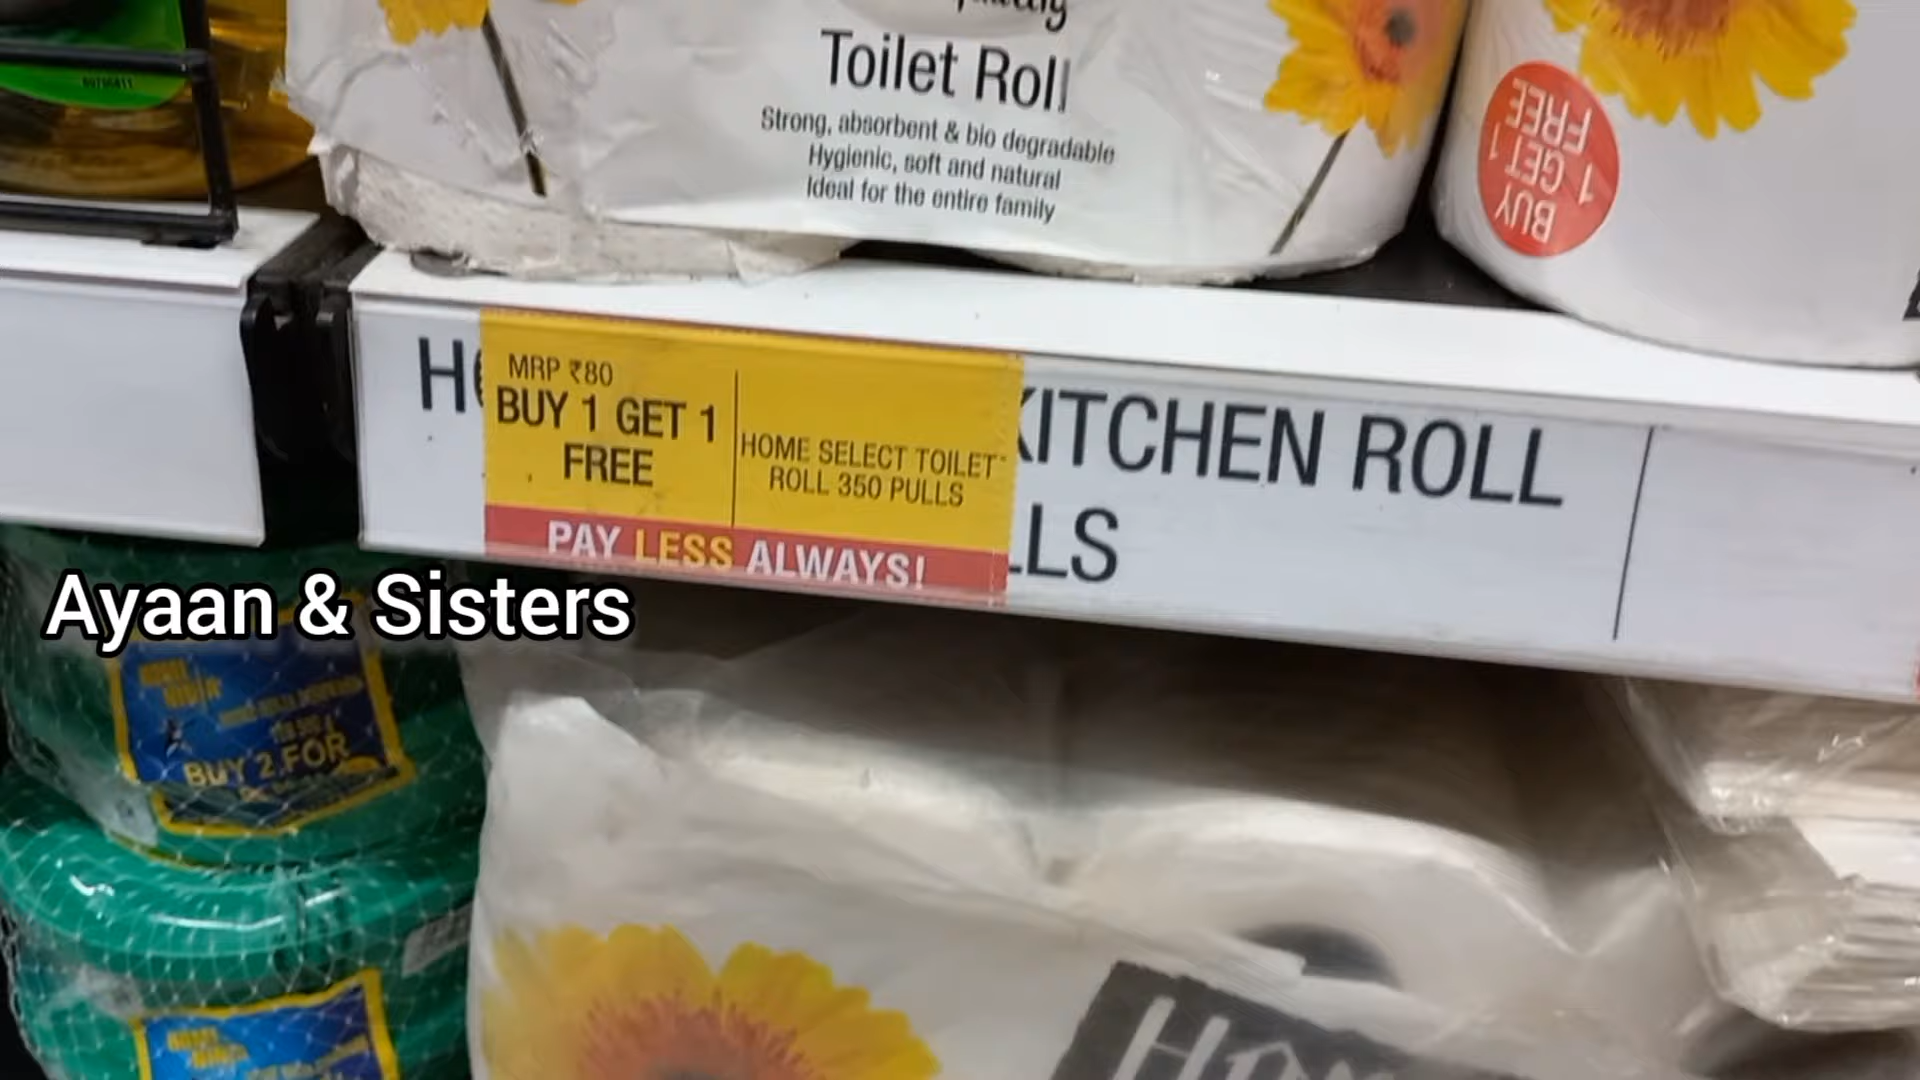 Toilet Roll
Strong, absorbent & bio degradable
Hygienic, soft and natural
Ideal for the entire family
BUY
1 GET 1
FREE
MRP ₹80
BUY 1 GET 1
FREE
HOME SELECT TOILET
ROLL 350 PULLS
PAY LESS ALWAYS!
KITCHEN ROLL
Ayaan & Sisters
BUY 2 FOR